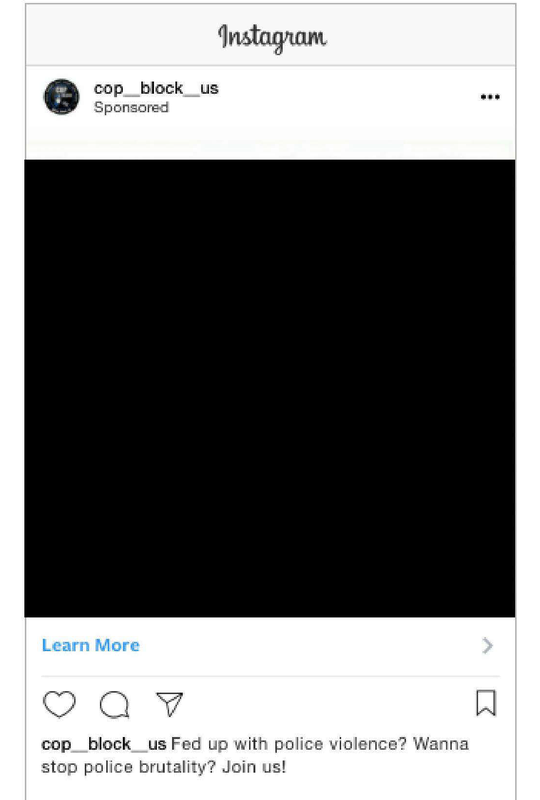 Instagram
cop__block__us
Sponsored
Learn More
cop__block__us Fed up with police violence? Wanna
stop police brutality? Join us!